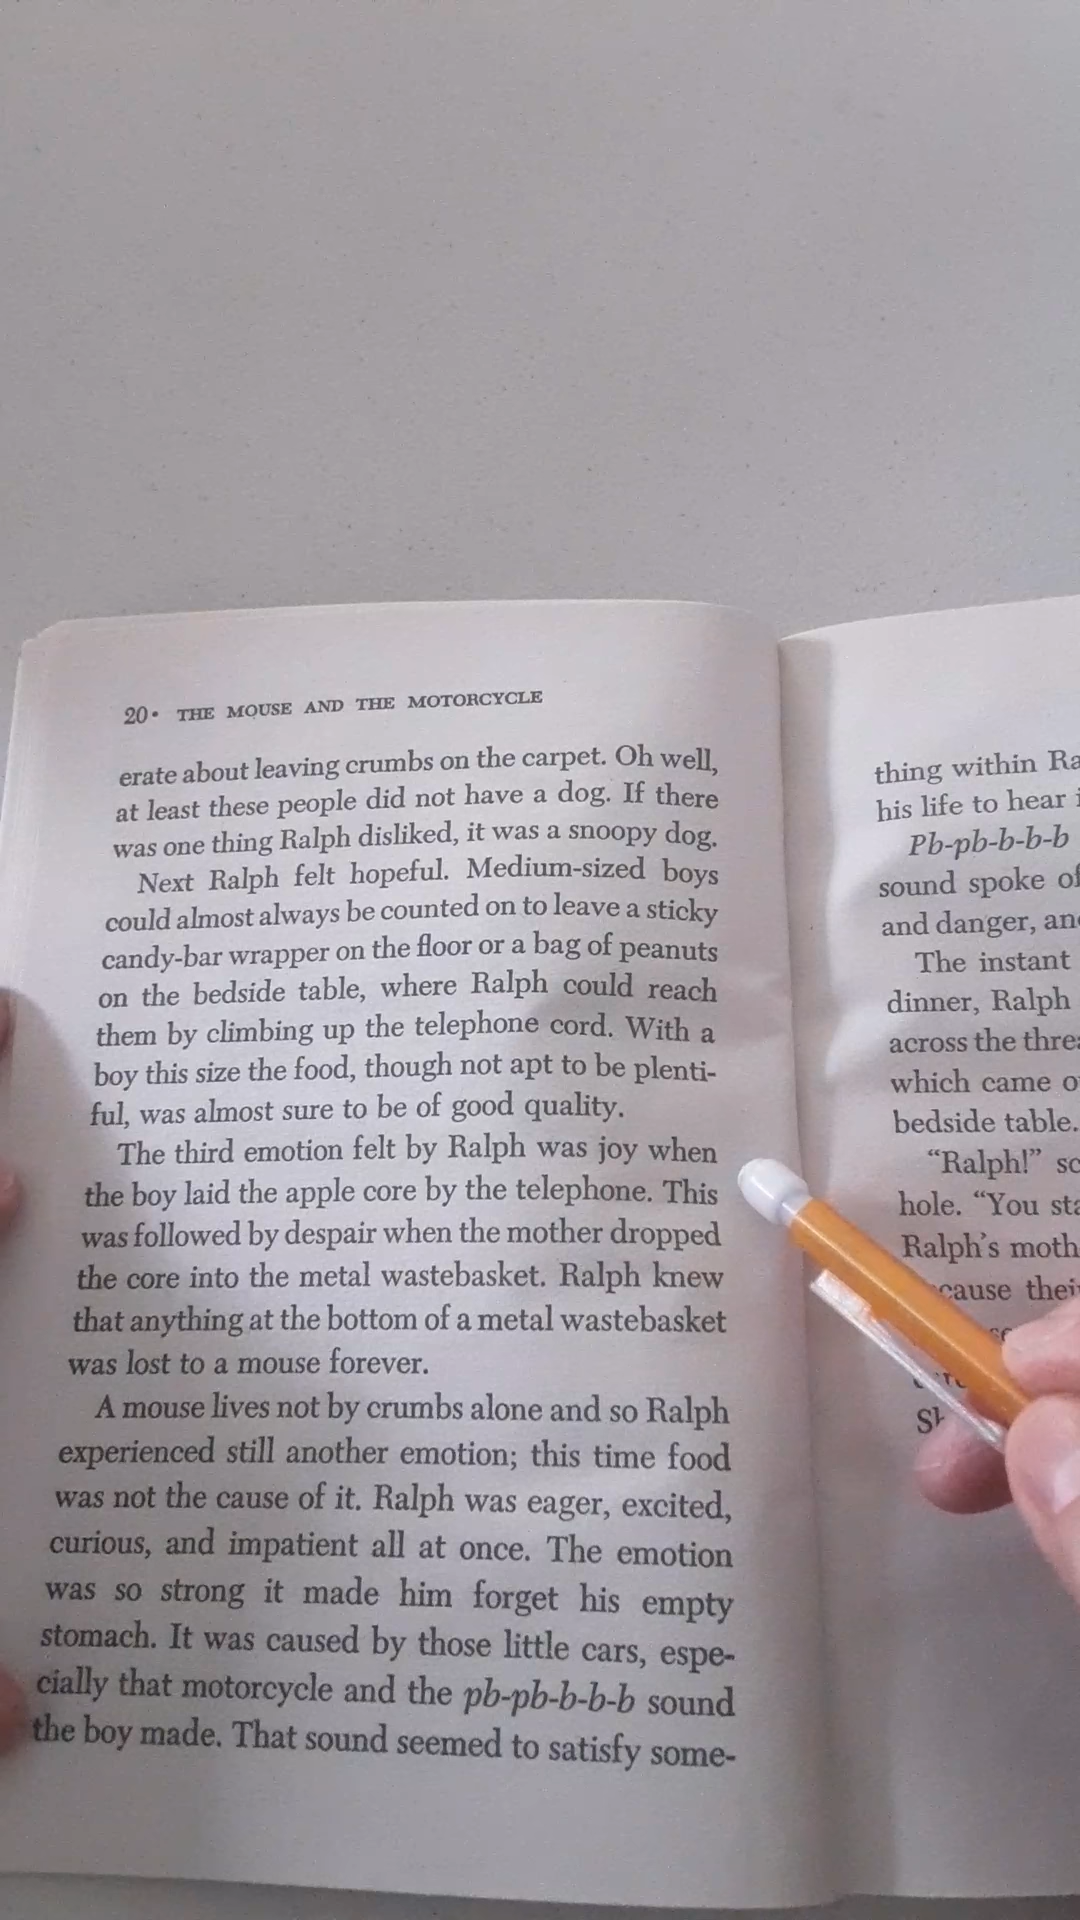 20• THE MOUSE AND THE MOTORCYCLE
erate about leaving crumbs on the carpet. Oh well,
at least these people did not have a dog. If there
was one thing Ralph disliked, it was a snoopy dog.
Next Ralph felt hopeful. Medium-sized boys
could almost always be counted on to leave a sticky
candy-bar wrapper on the floor or a bag of peanuts
on the bedside table, where Ralph could reach
them by climbing up the telephone cord. With a
boy this size the food, though not apt to be plenti-
ful, was almost sure to be of good quality.
The third emotion felt by Ralph was joy when
the boy laid the apple core by the telephone. This
was followed by despair when the mother dropped
the core into the metal wastebasket. Ralph knew
that anything at the bottom of a metal wastebasket
was lost to a mouse forever.
A mouse lives not by crumbs alone and so Ralph
experienced still another emotion; this time food
was not the cause of it. Ralph was eager, excited,
curious, and impatient all at once. The emotion
was so strong it made him forget his empty
stomach. It was caused by those little cars, espe-
cially that motorcycle and the pb-pb-b-b-b sound
the boy made. That sound seemed to satisfy some-
thing within
his life to hear
Pb-pb-b-b-b
sound spoke
and danger,
The instant
dinner, Ralph
across the
which came
bedside table.
“Ralph!”
hole. “You
Ralph's